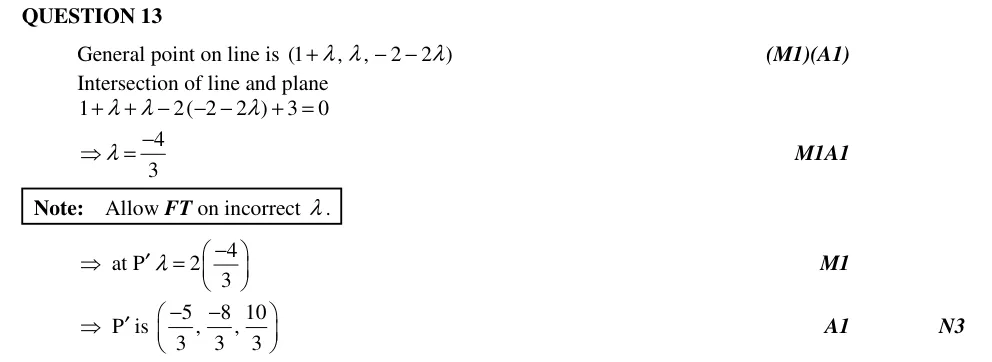 QUESTION 13
General point on line is (1+λ, λ, −2−2λ) (M1)(A1)
Intersection of line and plane
1+λ+λ−2(−2−2λ)+3=0
⇒ λ = −4/3 M1A1
Note: Allow FT on incorrect λ.
⇒ at P′ λ = 2(−4/3) M1
⇒ P′ is (−5/3, −8/3, 10/3) A1 N3